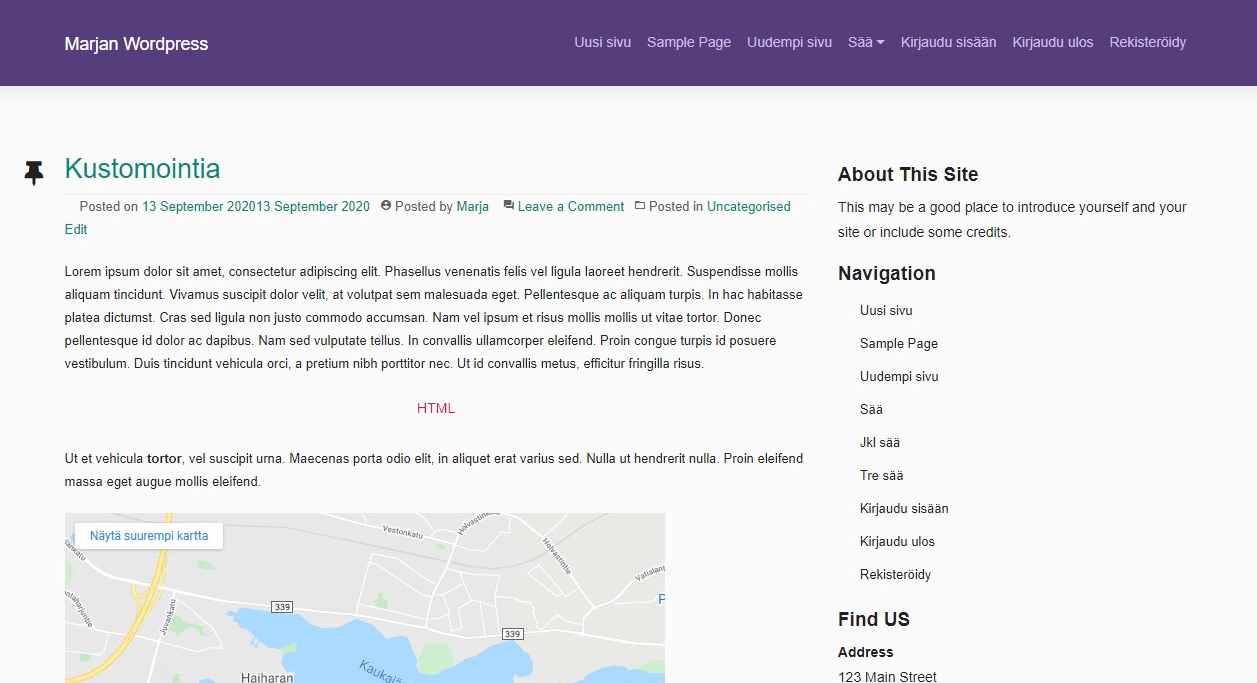 Marjan Wordpress
Uusi sivu Sample Page Uudempi sivu Sää Kirjaudu sisään Kirjaudu ulos Rekisteröidy
Kustomointia
Posted on 13 September 202013 September 2020 Posted by Marja Leave a Comment Posted in Uncategorised
Edit
Lorem ipsum dolor sit amet, consectetur adipiscing elit. Phasellus venenatis felis vel ligula laoreet hendrerit. Suspendisse mollis
aliquam tincidunt. Vivamus suscipit dolor velit, at volutpat sem malesuada eget. Pellentesque ac aliquam turpis. In hac habitasse
platea dictumst. Cras sed ligula non justo commodo accumsan. Nam vel ipsum et risus mollis mollis ut vitae tortor. Donec
pellentesque id dolor ac dapibus. Nam sed vulputate tellus. In convallis ullamcorper eleifend. Proin congue turpis id posuere
vestibulum. Duis tincidunt vehicula orci, a pretium nibh porttitor nec. Ut id convallis metus, efficitur fringilla risus.
HTML
Ut et vehicula tortor, vel suscipit urna. Maecenas porta odio elit, in aliquet erat varius sed. Nulla ut hendrerit nulla. Proin eleifend
massa eget augue mollis eleifend.
Näytä suurempi kartta
Vestonkatu
Holvastinkatu
Holvastintie
339
Juvankatu
339
Haiharan
About This Site
This may be a good place to introduce yourself and your
site or include some credits.
Navigation
Uusi sivu
Sample Page
Uudempi sivu
Sää
Jkl sää
Tre sää
Kirjaudu sisään
Kirjaudu ulos
Rekisteröidy
Find US
Address
123 Main Street